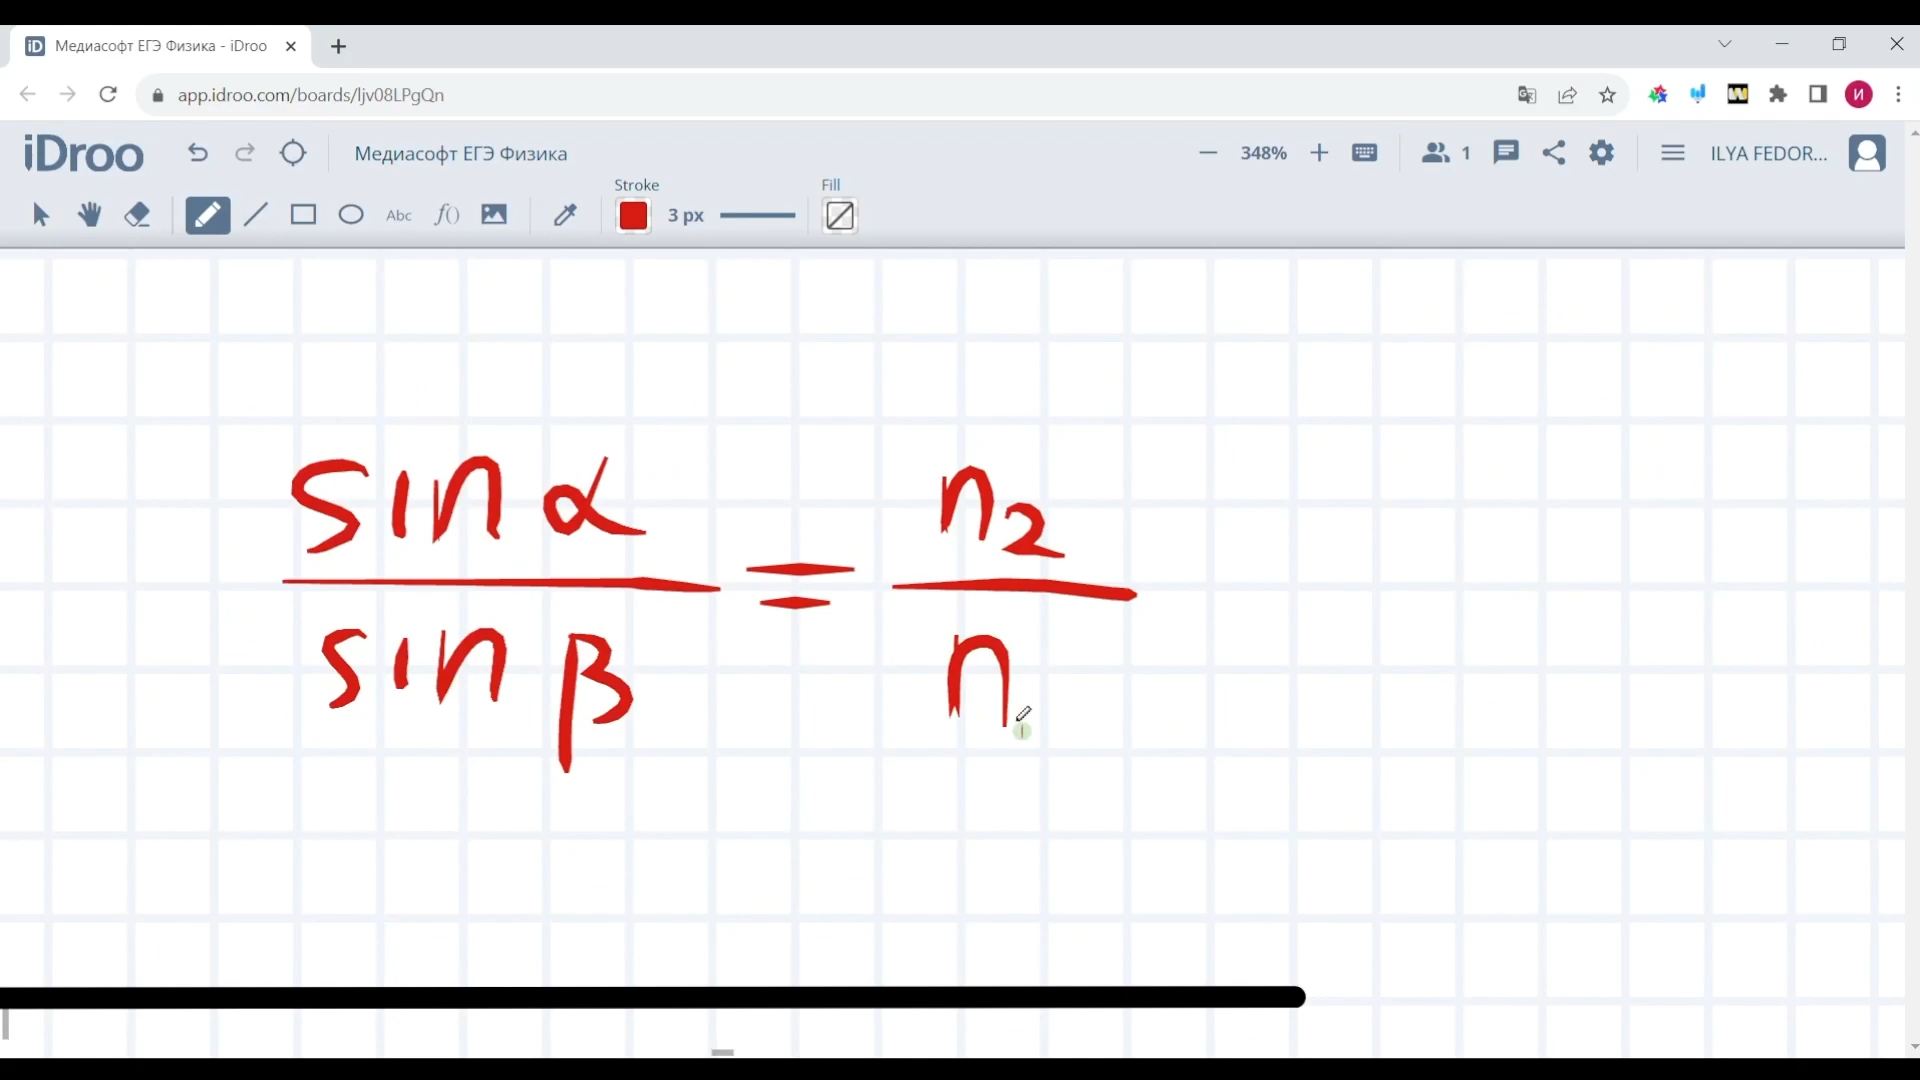 Медиасофт ЕГЭ Физика - iDroo
app.idroo.com/boards/ljv08LPgQn
И
iDroo
Медиасофт ЕГЭ Физика
348%
1
ILYA FEDOR...
Abc
f()
Stroke
3 px
Fill
sin α
sin β
=
n₂
n